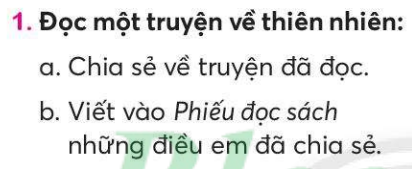 1. Đọc một truyện về thiên nhiên:
a. Chia sẻ về truyện đã đọc.
b. Viết vào Phiếu đọc sách
những điều em đã chia sẻ.